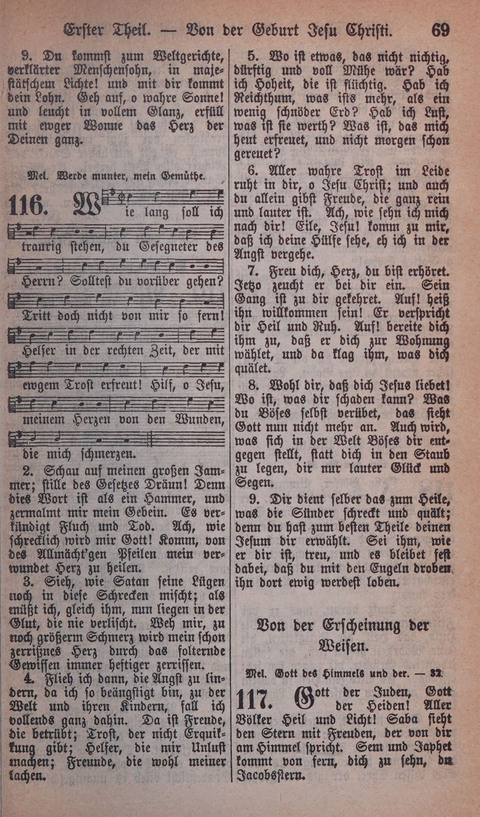 Erster Theil. — Von der Geburt Jesu Christi. 69
9. Du kommst zum Weltgerichte,
verklärter Menschensohn, in maje-
stätschem Lichte! und mit dir kommt
dein Lohn. Geh auf, o wahre Sonne!
und leucht in vollem Glanz, erfüll
mit ewger Wonne das Herz der
Deinen ganz.
Mel. Werde munter, mein Gemüthe.
116. Wie lang soll ich
traurig stehen, du Gesegneter des
Herrn? Solltest du vorüber gehen?
Tritt doch nicht von mir so fern!
Helfer in der rechten Zeit, der mit
ewgem Trost erfreut! Hilf, o Jesu,
meinem Herzen von den Wunden,
die mich schmerzen.
2. Schau auf meinen großen Jam-
mer; stille des Gesetzes Dräun! Denn
dies Wort ist als ein Hammer, und
zermalmt mir mein Gebein. Es ver-
kündigt Fluch und Tod. Ach, wie
schrecklich wird mir Gott! Komm, von
des Allmächt'gen Pfeilen mein ver-
wundet Herz zu heilen.
3. Sieh, wie Satan seine Lügen
noch in diese Schrecken mischt; als
müßt ich, gleich ihm, nun liegen in der
Glut, die nie verlischt. Weh mir, zu
noch größerm Schmerz wird mein schon
zerrißnes Herz durch das folternde
Gewissen immer heftiger zerrissen.
4. Flieh ich dann, die Angst zu lin-
dern, da ich so beängstigt bin, zu der
Welt und ihren Kindern, fall ich
vollends ganz dahin. Da ist Freude,
die betrübt; Trost, der nicht Erquik-
kung gibt; Helfer, die mir Unlust
machen; Freunde, die wohl meiner
lachen.
5. Wo ist etwas, das nicht nichtig,
dürftig und voll Mühe wär? Hab
ich Hoheit, die ist flüchtig. Hab ich
Reichthum, was ists mehr, als ein
wenig schnöder Erd? Hab ich Lust,
was ist sie werth? Was ist, das mich
heut erfreuet, und nicht morgen schon
gereuet?
6. Aller wahre Trost im Leide
ruht in dir, o Jesu Christ; und auch
du allein gibst Freude, die ganz rein
und lauter ist. Ach, wie sehn ich mich
nach dir! Eile, Jesu! komm zu mir,
daß ich deine Hülfe sehe, eh ich in der
Angst vergehe.
7. Freu dich, Herz, du bist erhöret.
Jetzo zeucht er bei dir ein. Sein
Gang ist zu dir gekehret. Auf! heiß
ihn willkommen sein! Er verspricht
dir Heil und Ruh. Auf! bereite dich
ihm zu, daß er dich zur Wohnung
wählet, und da klag ihm, was dich
quälet.
8. Wohl dir, daß dich Jesus liebet!
Wo ist, was dir schaden kann? Was
du Böses selbst verübet, das sieht
Gott nun nicht mehr an. Auch wird,
was sich in der Welt Böses dir ent-
gegen stellt, statt dich in den Staub
zu legen, dir nur lauter Glück und
Segen.
9. Dir dient selber das zum Heile,
was die Sünder schreckt und quält;
denn du hast zum besten Theile deinen
Jesum dir erwählt. Sei ihm, wie
er dir ist, treu, und es bleibet fest
dabei, daß du mit den Engeln droben
ihn dort ewig werdest loben.
Von der Erscheinung der
Weisen.
Mel. Gott des Himmels und der. — 32.
117. Gott der Juden, Gott
der Heiden! Aller
Völker Heil und Licht! Saba sieht
den Stern mit Freuden, der von dir
am Himmel spricht. Sem und Japhet
kommt von fern, dich zu sehn, du
Jacobsstern.